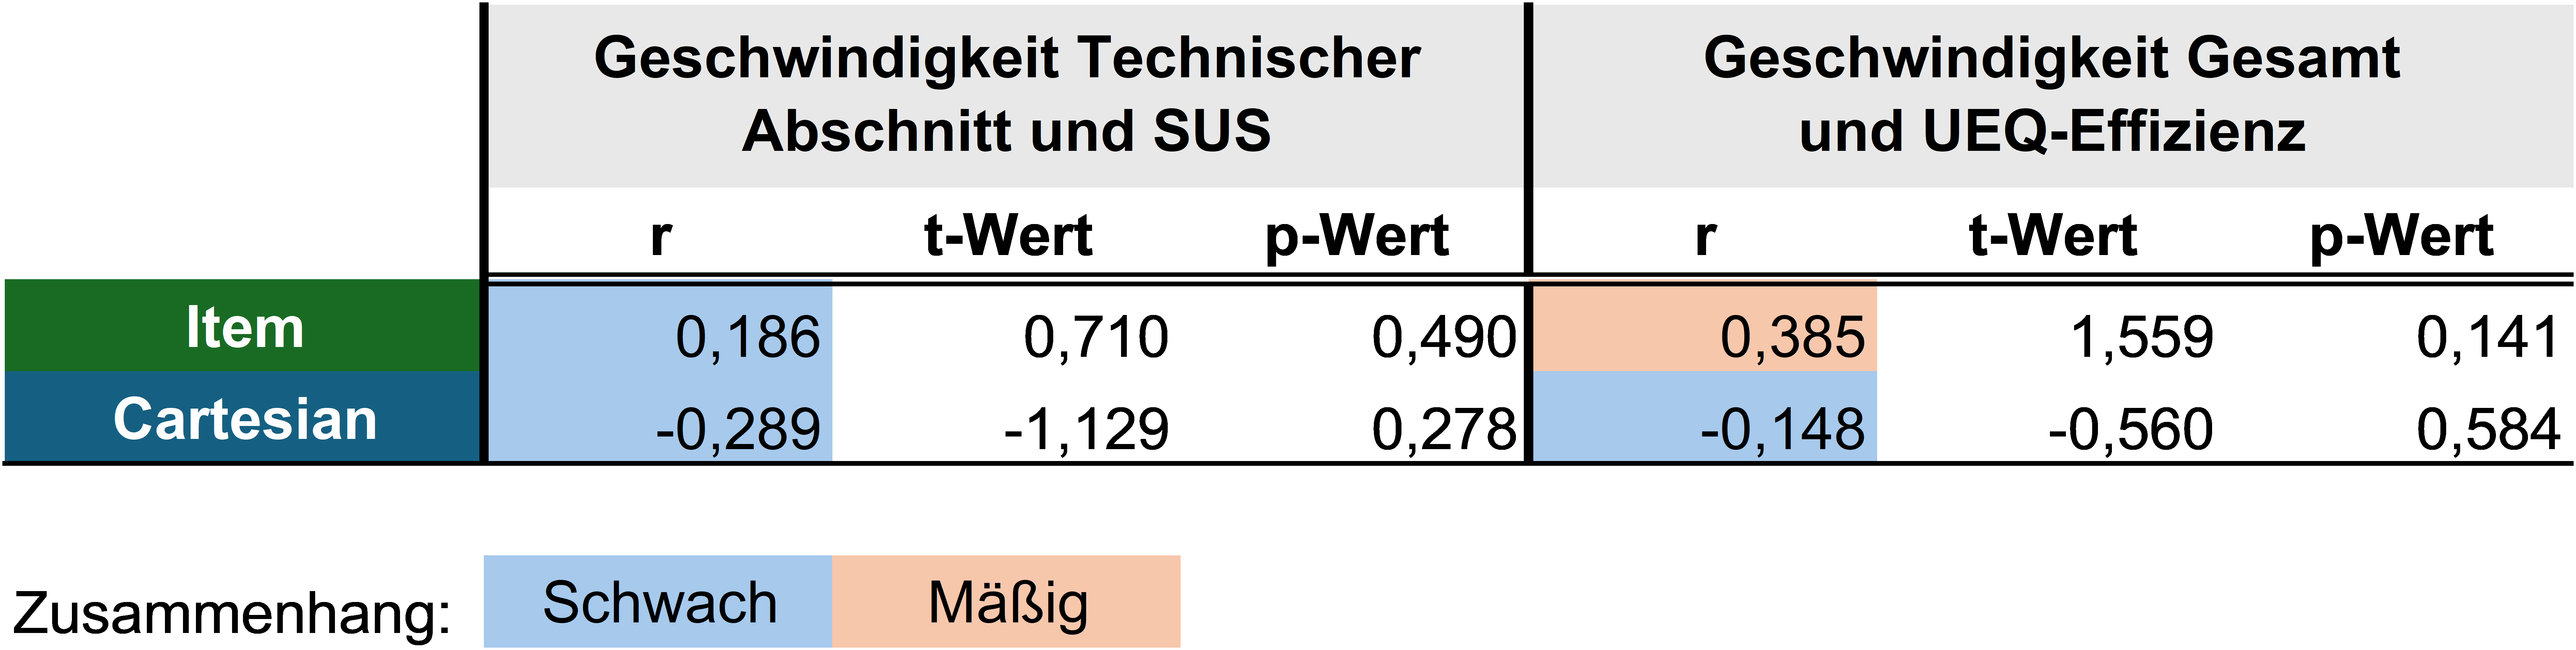 Geschwindigkeit Technischer
Abschnitt und SUS
Geschwindigkeit Gesamt
und UEQ-Effizienz
r t-Wert p-Wert r t-Wert p-Wert
Item 0,186 0,710 0,490 0,385 1,559 0,141
Cartesian -0,289 -1,129 0,278 -0,148 -0,560 0,584
Zusammenhang: Schwach Mäßig